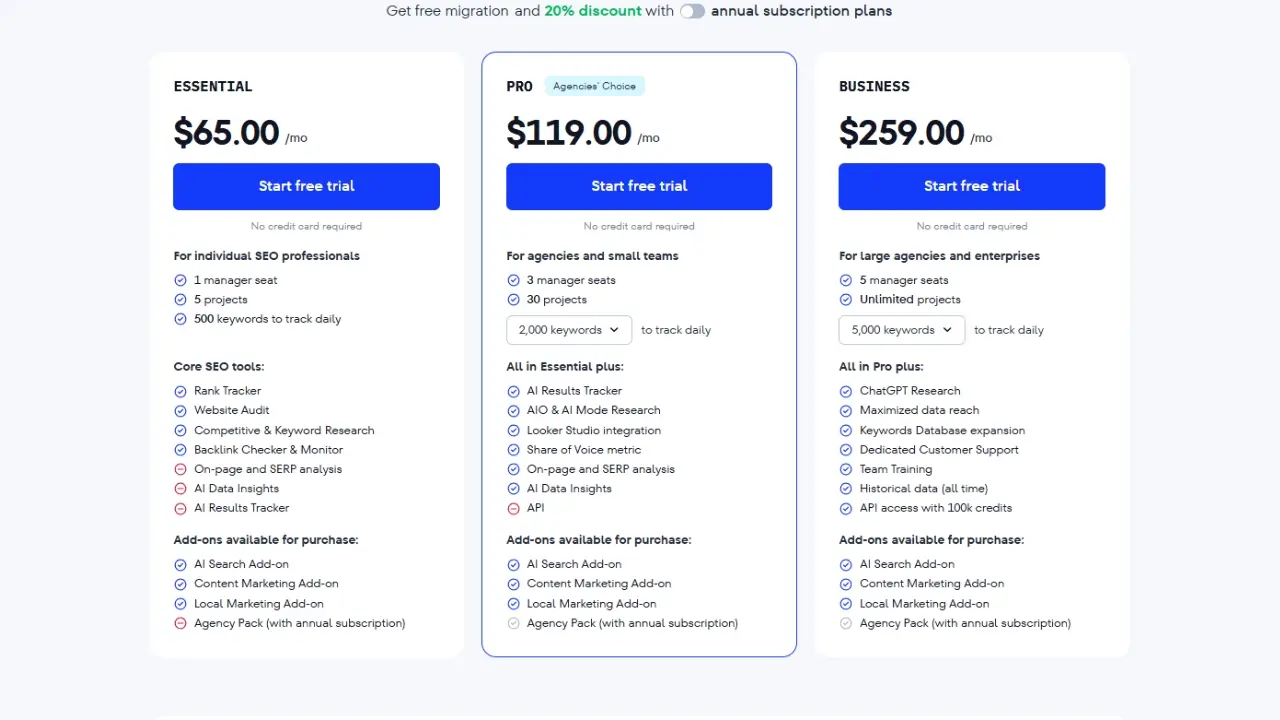 Get free migration and 20% discount with annual subscription plans
ESSENTIAL
$65.00 /mo
Start free trial
No credit card required
For individual SEO professionals
1 manager seat
5 projects
500 keywords to track daily
Core SEO tools:
Rank Tracker
Website Audit
Competitive & Keyword Research
Backlink Checker & Monitor
On-page and SERP analysis
AI Data Insights
AI Results Tracker
Add-ons available for purchase:
AI Search Add-on
Content Marketing Add-on
Local Marketing Add-on
Agency Pack (with annual subscription)
PRO Agencies' Choice
$119.00 /mo
Start free trial
No credit card required
For agencies and small teams
3 manager seats
30 projects
2,000 keywords to track daily
All in Essential plus:
AI Results Tracker
AIO & AI Mode Research
Looker Studio integration
Share of Voice metric
On-page and SERP analysis
AI Data Insights
API
Add-ons available for purchase:
AI Search Add-on
Content Marketing Add-on
Local Marketing Add-on
Agency Pack (with annual subscription)
BUSINESS
$259.00 /mo
Start free trial
No credit card required
For large agencies and enterprises
5 manager seats
Unlimited projects
5,000 keywords to track daily
All in Pro plus:
ChatGPT Research
Maximized data reach
Keywords Database expansion
Dedicated Customer Support
Team Training
Historical data (all time)
API access with 100k credits
Add-ons available for purchase:
AI Search Add-on
Content Marketing Add-on
Local Marketing Add-on
Agency Pack (with annual subscription)